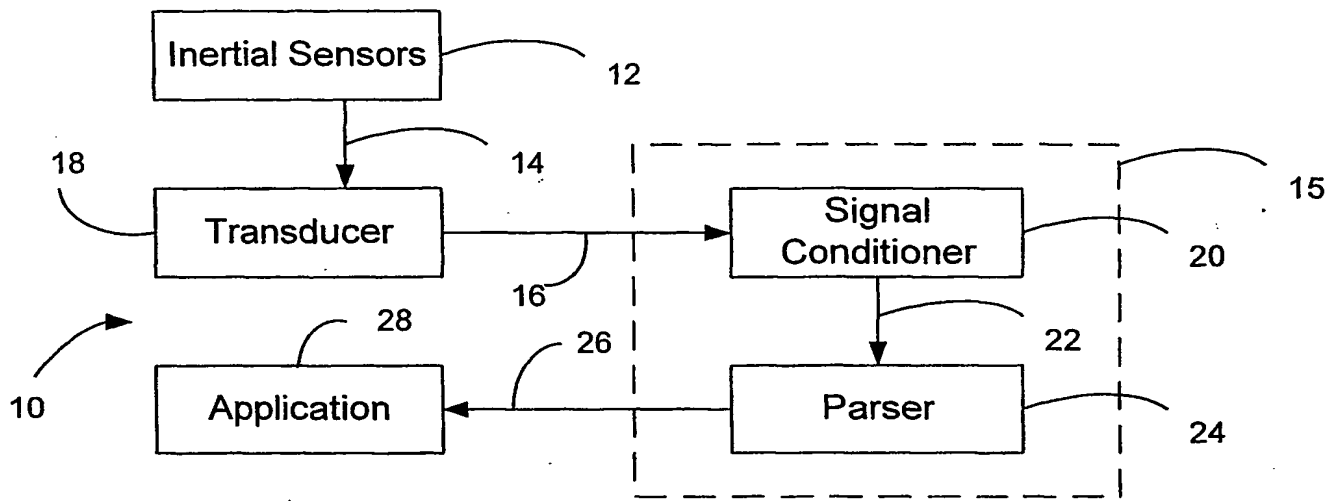 Inertial Sensors
12
14
18
15
Transducer
Signal
Conditioner
20
16
28
26
22
10
Application
Parser
24